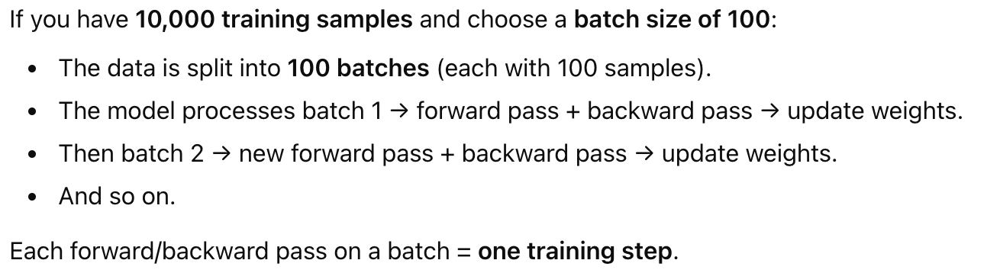 If you have 10,000 training samples and choose a batch size of 100:
• The data is split into 100 batches (each with 100 samples).
• The model processes batch 1 → forward pass + backward pass → update weights.
• Then batch 2 → new forward pass + backward pass → update weights.
• And so on.
Each forward/backward pass on a batch = one training step.